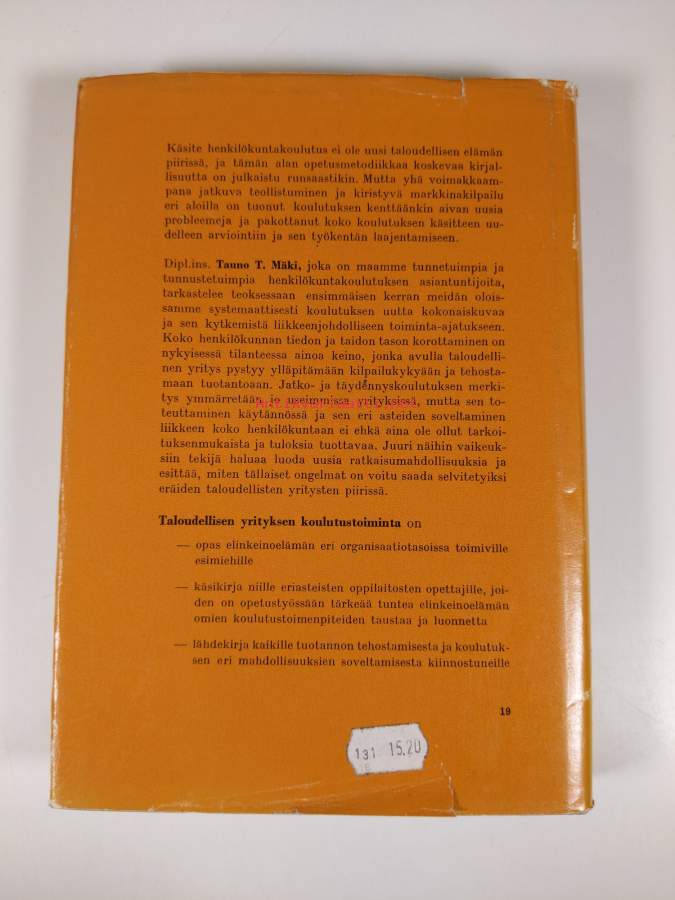 Käsite henkilökuntakoulutus ei ole uusi taloudellisen elämän
piirissä, ja tämän alan opetusmetodiikkaa koskevaa kirjal-
lisuutta on julkaistu runsaastikin. Mutta yhä voimakkaam-
pana jatkuva teollistuminen ja kiristyvä markkinakilpailu
eri aloilla on tuonut koulutuksen kenttäänkin aivan uusia
probleemeja ja pakottanut koko koulutuksen käsitteen uu-
delleen arviointiin ja sen työkentän laajentamiseen.
Dipl.ins. Tauno T. Mäki, joka on maamme tunnetuimpia ja
tunnustetuimpia henkilökuntakoulutuksen asiantuntijoita,
tarkastelee teoksessaan ensimmäisen kerran meidän olois-
samme systemaattisesti koulutuksen uutta kokonaiskuvaa
ja sen kytkemistä liikkeenjohdolliseen toiminta-ajatukseen.
Koko henkilökunnan tiedon ja taidon tason korottaminen on
nykyisessä tilanteessa ainoa keino, jonka avulla taloudelli-
nen yritys pystyy ylläpitämään kilpailukykyään ja tehosta-
maan tuotantoaan. Jatko- ja täydennyskoulutuksen merki-
tys ymmärretään jo useimmissa yrityksissä, mutta sen to-
teuttaminen käytännössä ja sen eri asteiden soveltaminen
liikkeen koko henkilökuntaan ei ehkä aina ole ollut tarkoi-
tuksenmukaista ja tuloksia tuottavaa. Juuri näihin vaikeuk-
siin tekijä haluaa luoda uusia ratkaisumahdollisuuksia ja
esittää, miten tällaiset ongelmat on voitu saada selvitetyiksi
eräiden taloudellisten yritysten piirissä.
Taloudellisen yrityksen koulutustoiminta on
— opas elinkeinoelämän eri organisaatiotasoissa toimiville
esimiehille
— käsikirja niille eriasteisten oppilaitosten opettajille, joi-
den on opetustyössään tärkeää tuntea elinkeinoelämän
omien koulutustoimenpiteiden taustaa ja luonnetta
— lähdekirja kaikille tuotannon tehostamisesta ja koulutuk-
sen eri mahdollisuuksien soveltamisesta kiinnostuneille
19
131 15.20